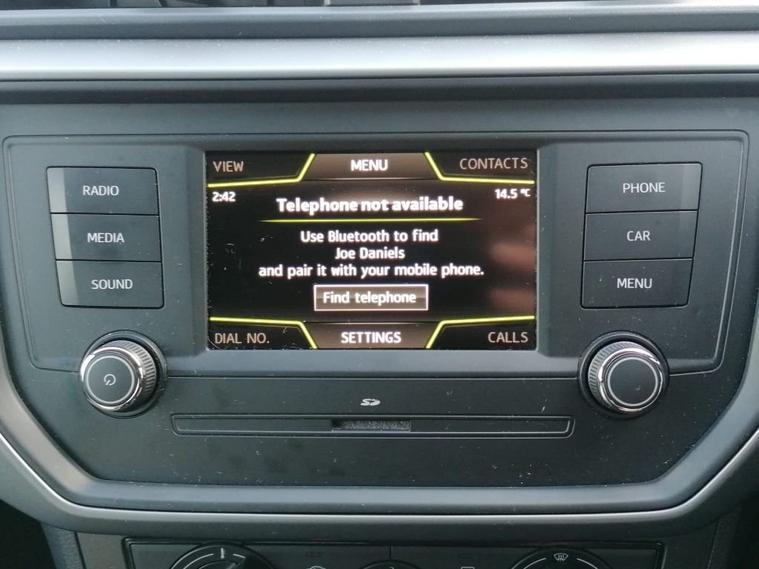 VIEW MENU CONTACTS
2:42 14.5 °C
Telephone not available
Use Bluetooth to find
Joe Daniels
and pair it with your mobile phone.
Find telephone
DIAL NO. SETTINGS CALLS
RADIO
MEDIA
SOUND
PHONE
CAR
MENU
SD